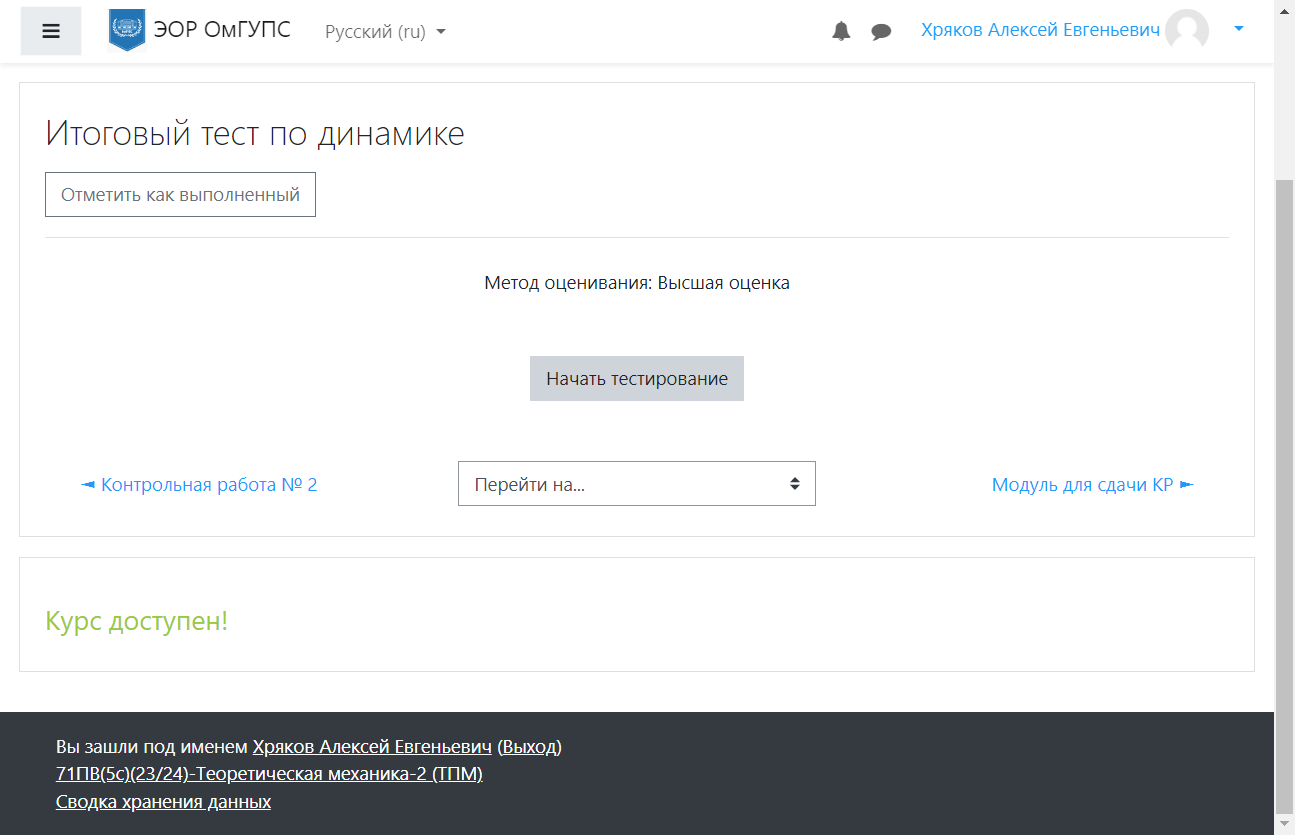 ЭОР ОмГУПС
Русский (ru)
Хряков Алексей Евгеньевич
Итоговый тест по динамике
Отметить как выполненный
Метод оценивания: Высшая оценка
Начать тестирование
◄ Контрольная работа № 2
Перейти на...
Модуль для сдачи КР ►
Курс доступен!
Вы зашли под именем Хряков Алексей Евгеньевич (Выход)
71ПВ(5с)(23/24)-Теоретическая механика-2 (ТПМ)
Сводка хранения данных